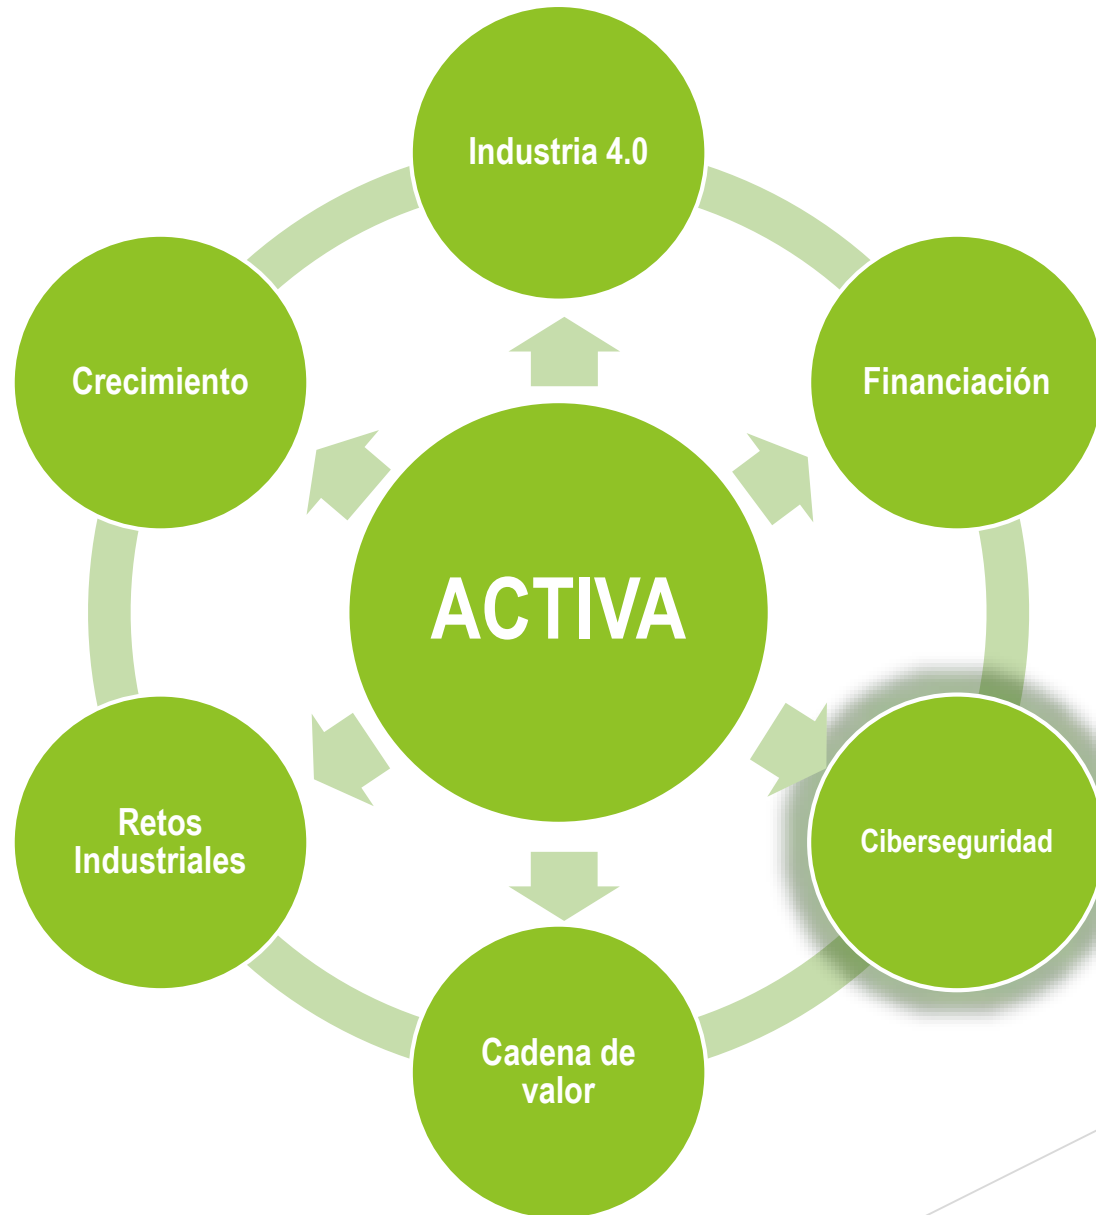 Industria 4.0
Crecimiento
Financiación
ACTIVA
Retos
Industriales
Ciberseguridad
Cadena de
valor